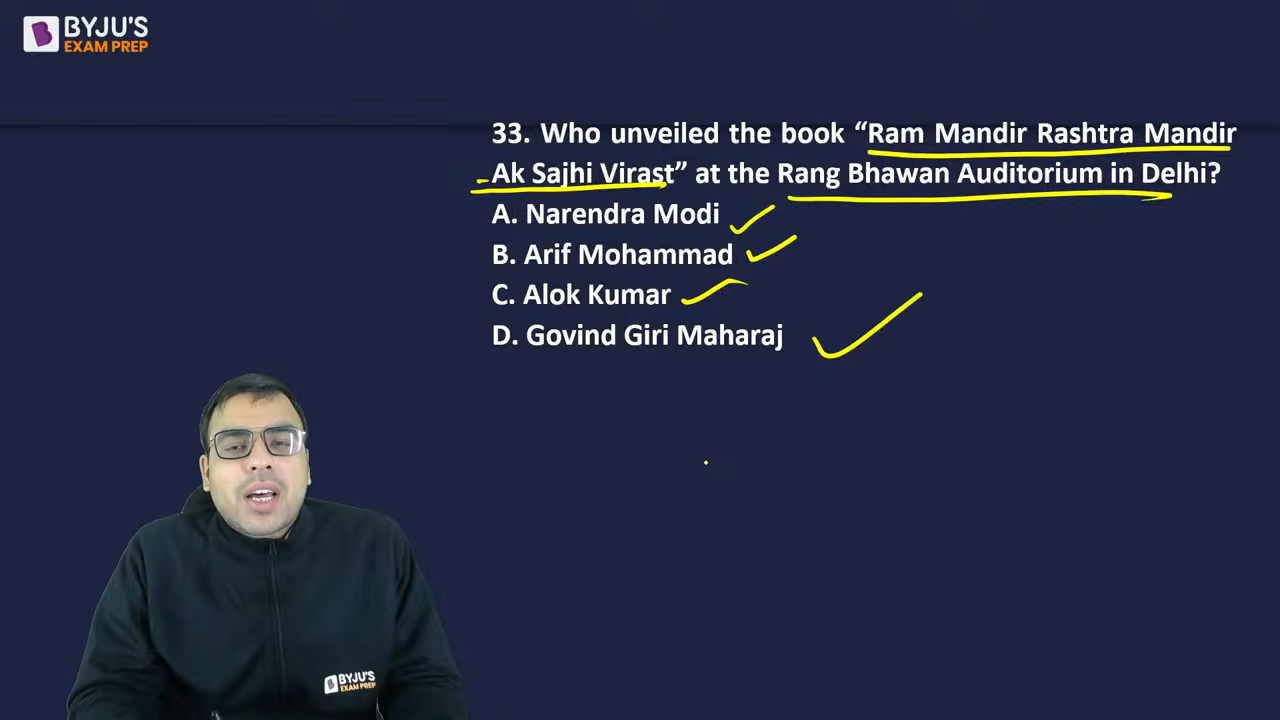 BYJU'S
EXAM PREP
33. Who unveiled the book “Ram Mandir Rashtra Mandir
Ak Sajhi Virast” at the Rang Bhawan Auditorium in Delhi?
A. Narendra Modi
B. Arif Mohammad
C. Alok Kumar
D. Govind Giri Maharaj
BYJU'S
EXAM PREP